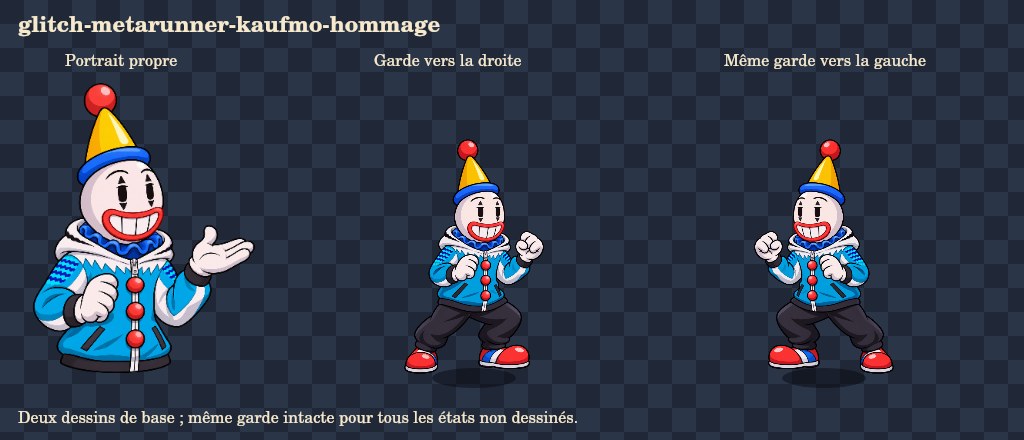 glitch-metarunner-kaufmo-hommage
Portrait propre
Garde vers la droite
Même garde vers la gauche
Deux dessins de base ; même garde intacte pour tous les états non dessinés.